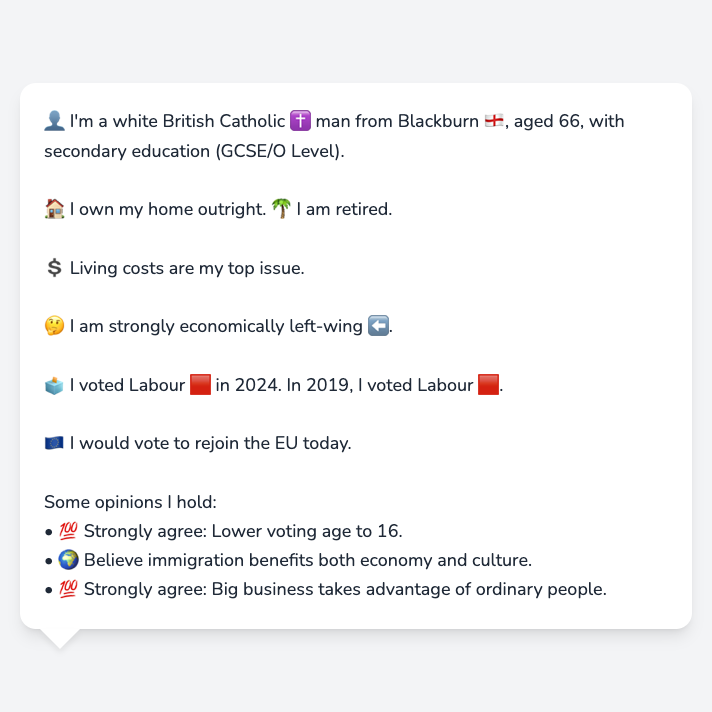 👤 I'm a white British Catholic ✝️ man from Blackburn 🏴󠁧󠁢󠁥󠁮󠁧󠁿, aged 66, with
secondary education (GCSE/O Level).
🏠 I own my home outright. 🌴 I am retired.
💲 Living costs are my top issue.
🤔 I am strongly economically left-wing ⬅️.
🗳️ I voted Labour 🟥 in 2024. In 2019, I voted Labour 🟥.
🇪🇺 I would vote to rejoin the EU today.
Some opinions I hold:
• 💯 Strongly agree: Lower voting age to 16.
• 🌍 Believe immigration benefits both economy and culture.
• 💯 Strongly agree: Big business takes advantage of ordinary people.